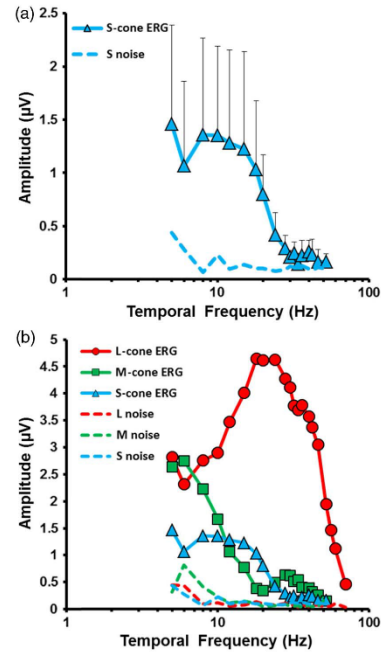 (a)
S-cone ERG
S noise
Amplitude (µV)
2.5
2
1.5
1
0.5
0
1
10
100
Temporal Frequency (Hz)
(b)
L-cone ERG
M-cone ERG
S-cone ERG
L noise
M noise
S noise
Amplitude (µV)
5
4.5
4
3.5
3
2.5
2
1.5
1
0.5
0
1
10
100
Temporal Frequency (Hz)